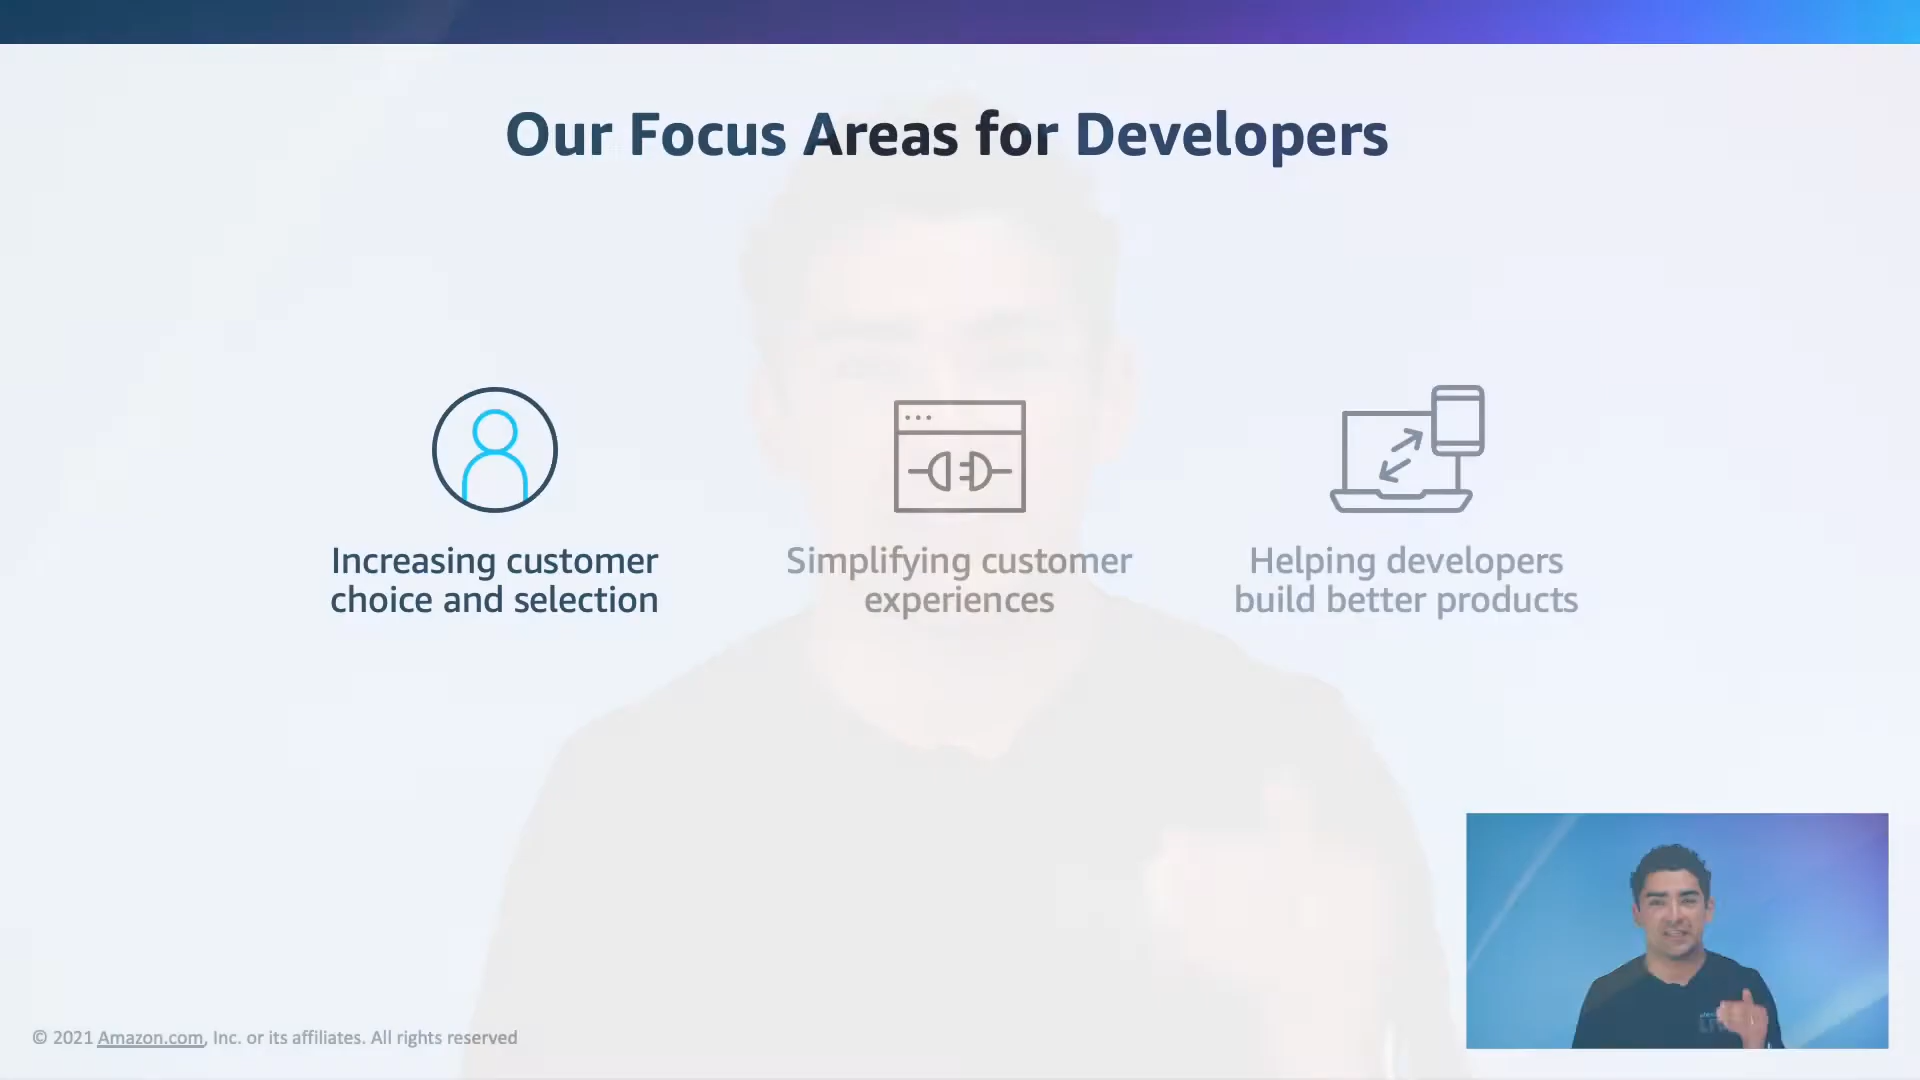 Our Focus Areas for Developers
Increasing customer
choice and selection
Simplifying customer
experiences
Helping developers
build better products
© 2021 Amazon.com, Inc. or its affiliates. All rights reserved